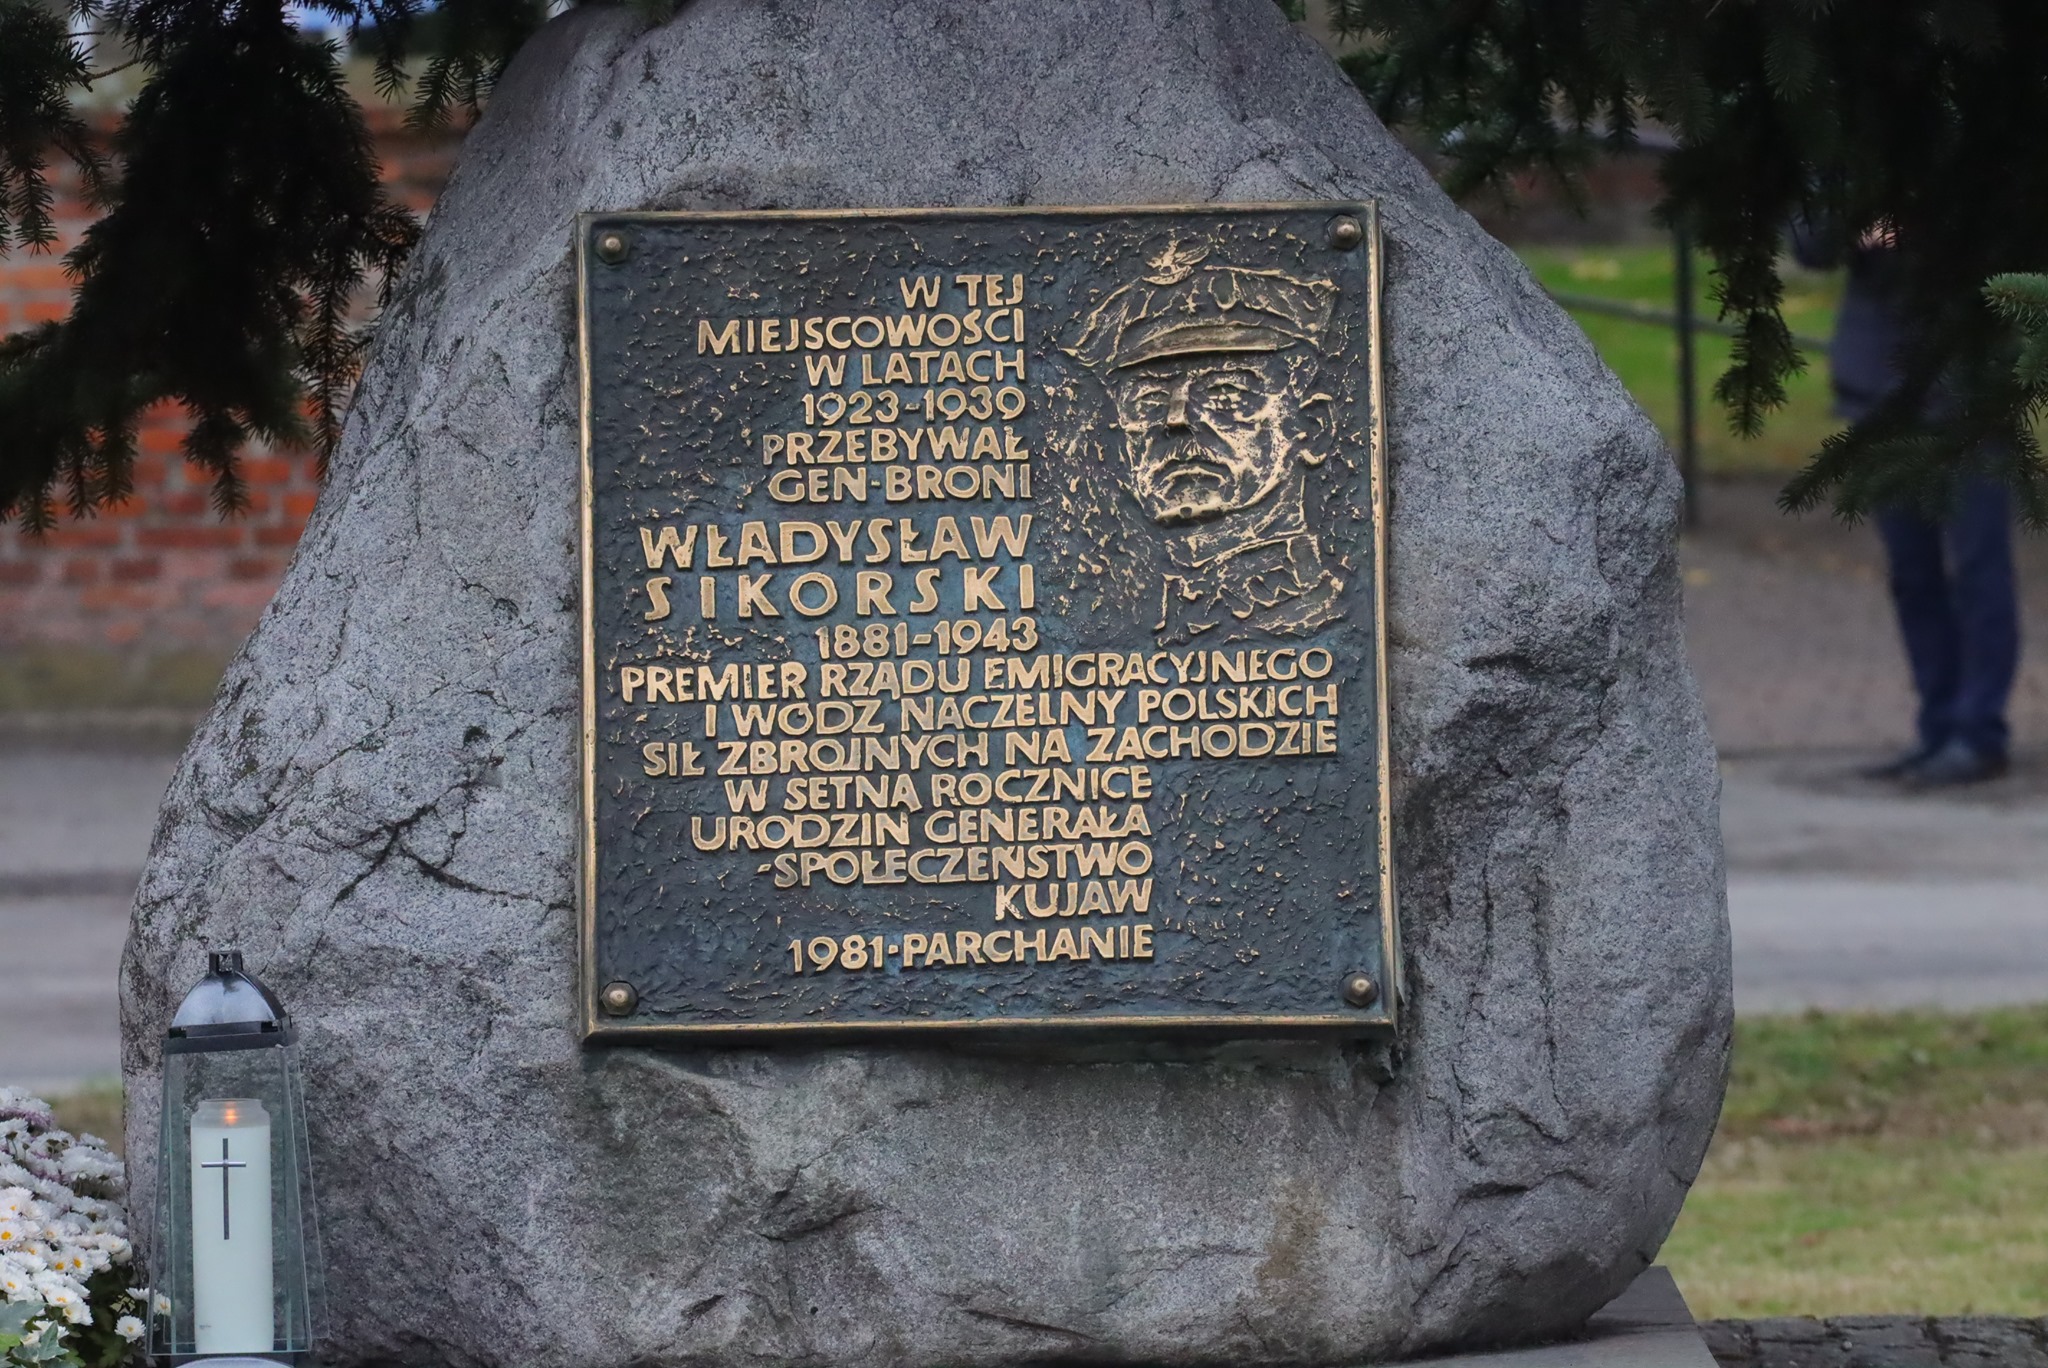 W TEJ
MIEJSCOWOŚCI
W LATACH
1923-1939
PRZEBYWAŁ
GEN·BRONI
WŁADYSŁAW
SIKORSKI
1881-1943
PREMIER RZĄDU EMIGRACYJNEGO
I WÓDZ NACZELNY POLSKICH
SIŁ ZBROJNYCH NA ZACHODZIE
W SETNĄ ROCZNICĘ
URODZIN GENERAŁA
-SPOŁECZEŃSTWO
KUJAW
1981·PARCHANIE